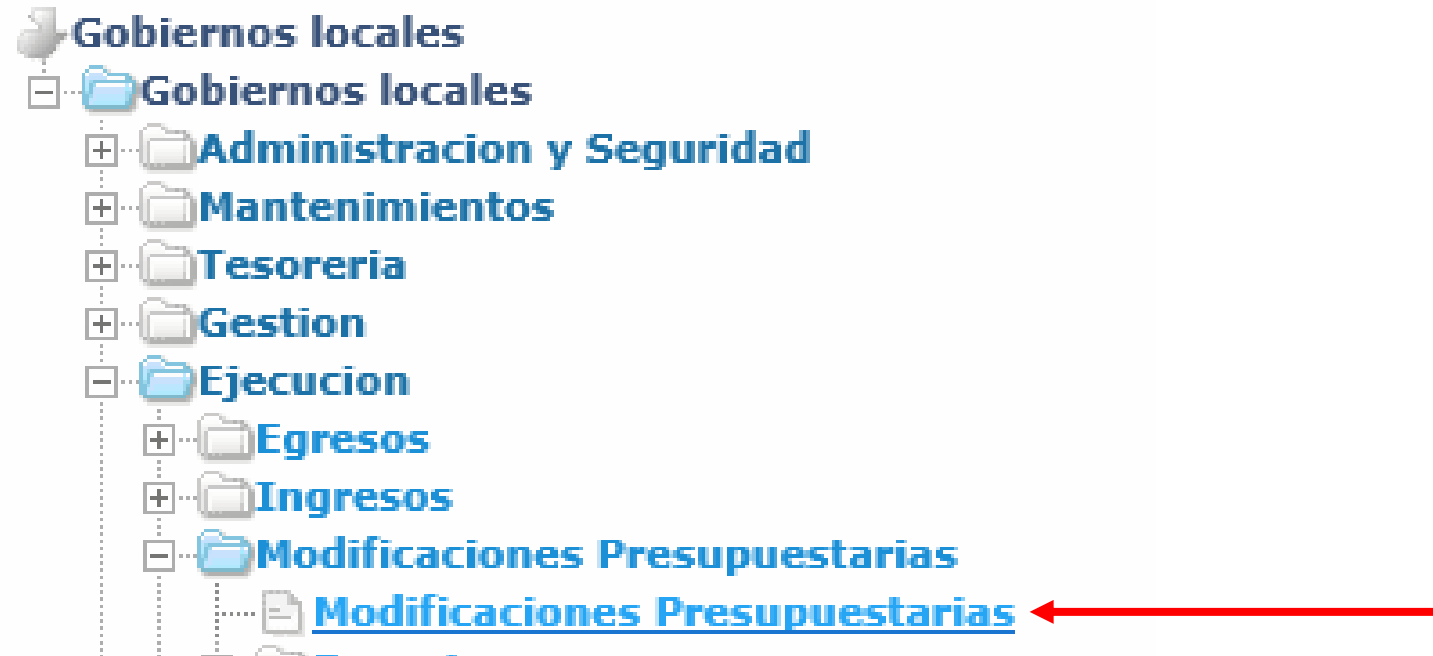 Gobiernos locales
Gobiernos locales
Administracion y Seguridad
Mantenimientos
Tesoreria
Gestion
Ejecucion
Egresos
Ingresos
Modificaciones Presupuestarias
Modificaciones Presupuestarias